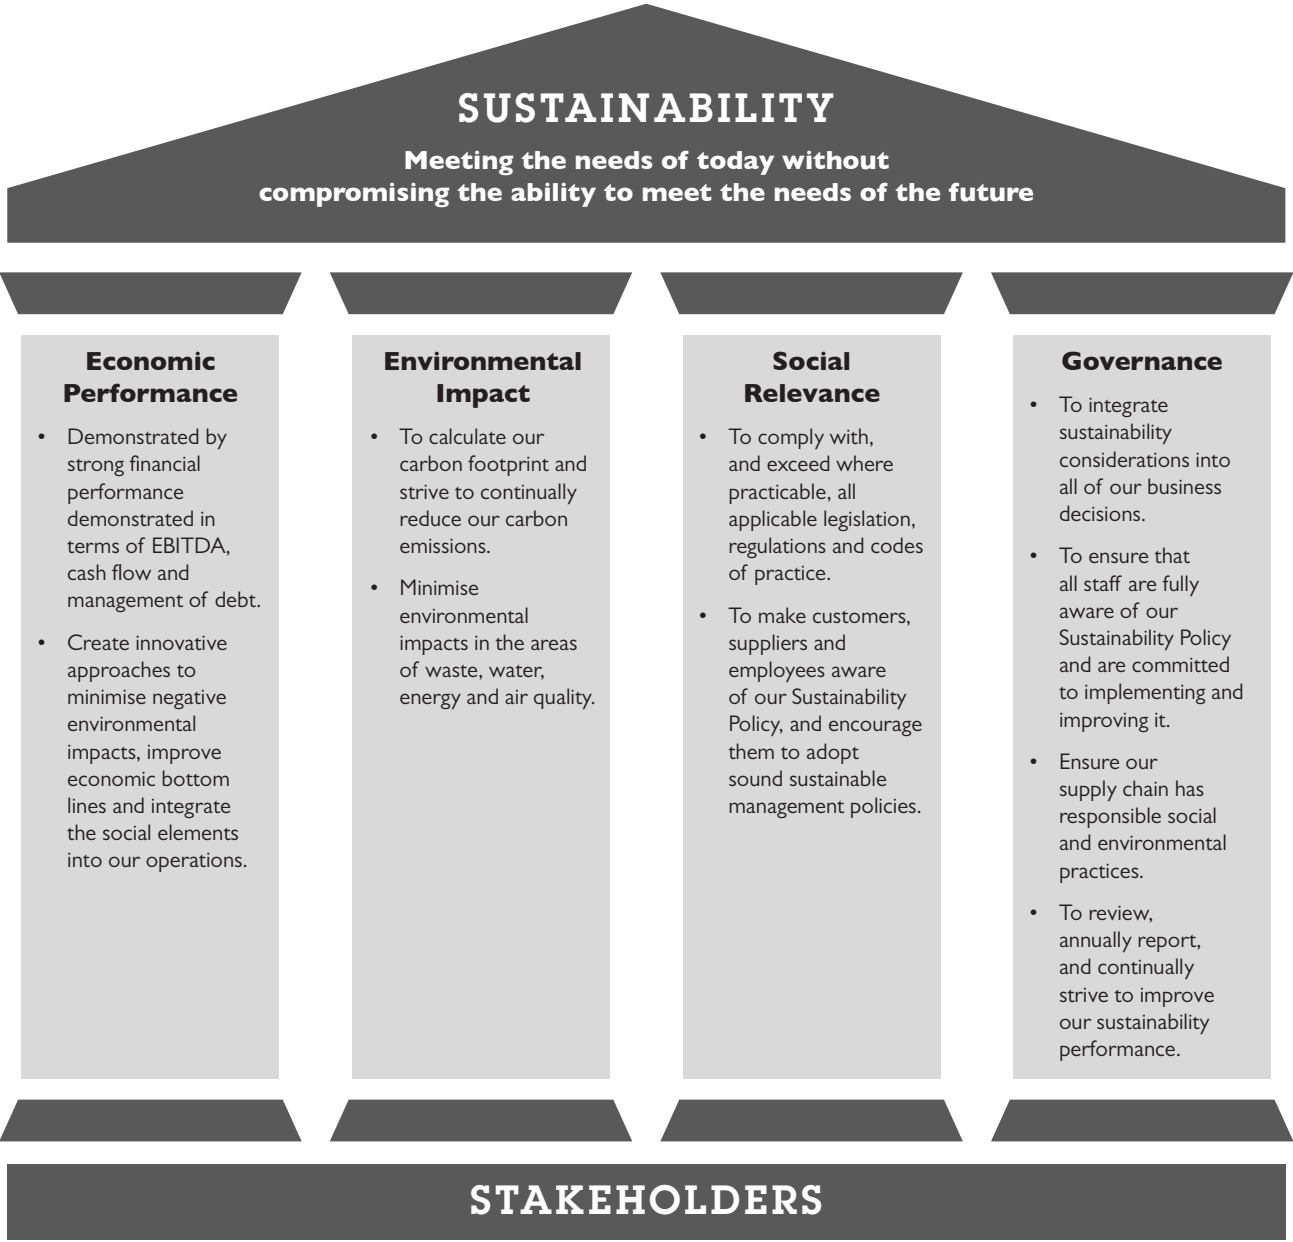 SUSTAINABILITY
Meeting the needs of today without
compromising the ability to meet the needs of the future
Economic
Performance
• Demonstrated by
strong financial
performance
demonstrated in
terms of EBITDA,
cash flow and
management of debt.
• Create innovative
approaches to
minimise negative
environmental
impacts, improve
economic bottom
lines and integrate
the social elements
into our operations.
Environmental
Impact
• To calculate our
carbon footprint and
strive to continually
reduce our carbon
emissions.
• Minimise
environmental
impacts in the areas
of waste, water,
energy and air quality.
Social
Relevance
• To comply with,
and exceed where
practicable, all
applicable legislation,
regulations and codes
of practice.
• To make customers,
suppliers and
employees aware
of our Sustainability
Policy, and encourage
them to adopt
sound sustainable
management policies.
Governance
• To integrate
sustainability
considerations into
all of our business
decisions.
• To ensure that
all staff are fully
aware of our
Sustainability Policy
and are committed
to implementing and
improving it.
• Ensure our
supply chain has
responsible social
and environmental
practices.
• To review,
annually report,
and continually
strive to improve
our sustainability
performance.
STAKEHOLDERS